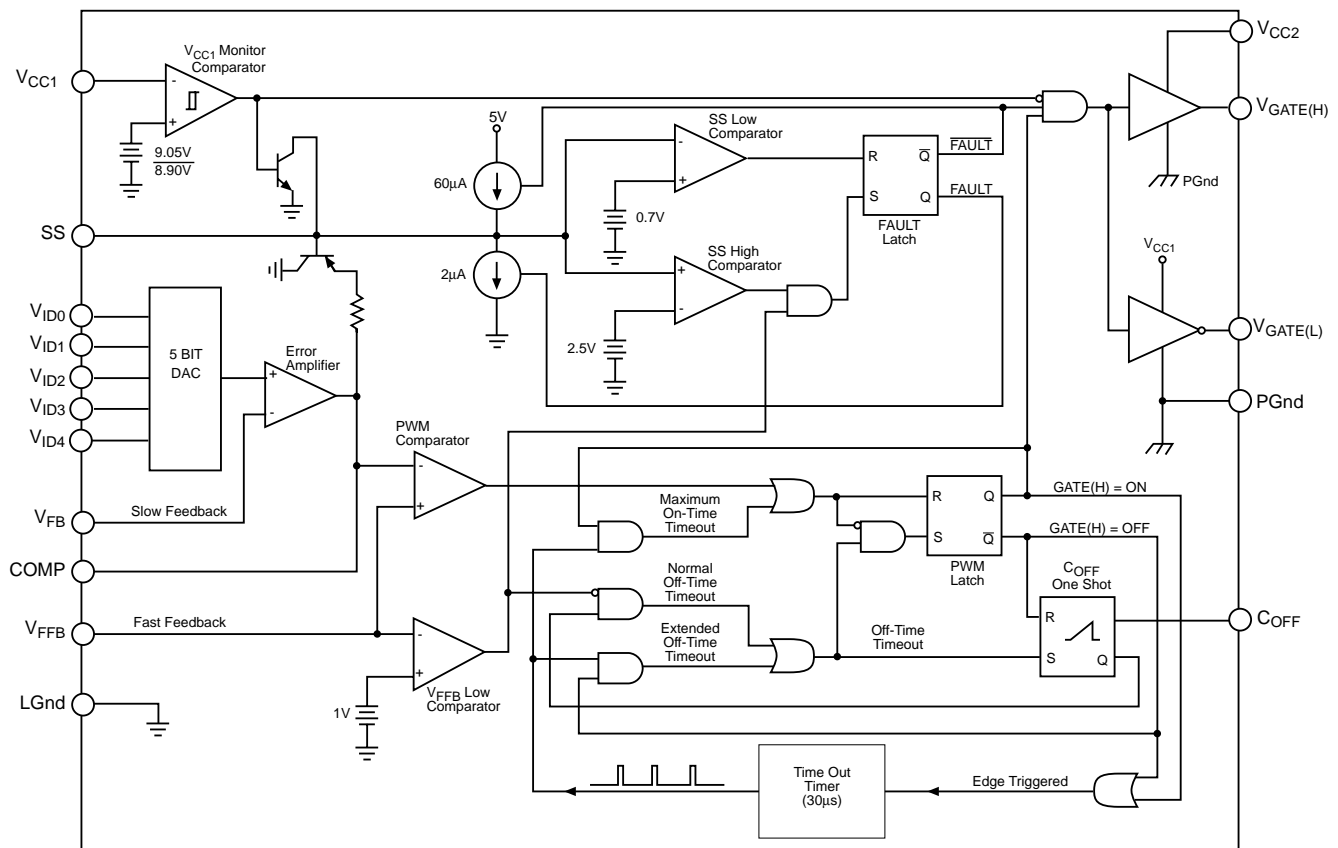 VCC1
VCC1 Monitor
Comparator
-
+
9.05V
8.90V
5V
60μA
SS Low
Comparator
-
+
0.7V
R
Q̅
F̅A̅U̅L̅T̅
S
Q
FAULT
FAULT
Latch
VCC2
VGATE(H)
PGnd
SS
2μA
SS High
Comparator
+
-
2.5V
VCC1
VGATE(L)
PGnd
VID0
VID1
VID2
VID3
VID4
5 BIT
DAC
Error
Amplifier
+
-
PWM
Comparator
-
+
VFB
Slow Feedback
COMP
VFFB
Fast Feedback
-
+
VFFB Low
Comparator
1V
LGnd
Maximum
On-Time
Timeout
Normal
Off-Time
Timeout
Extended
Off-Time
Timeout
R
Q
GATE(H) = ON
S
Q̅
GATE(H) = OFF
PWM
Latch
COFF
One Shot
R
S
Q
COFF
Off-Time
Timeout
Time Out
Timer
(30μs)
Edge Triggered